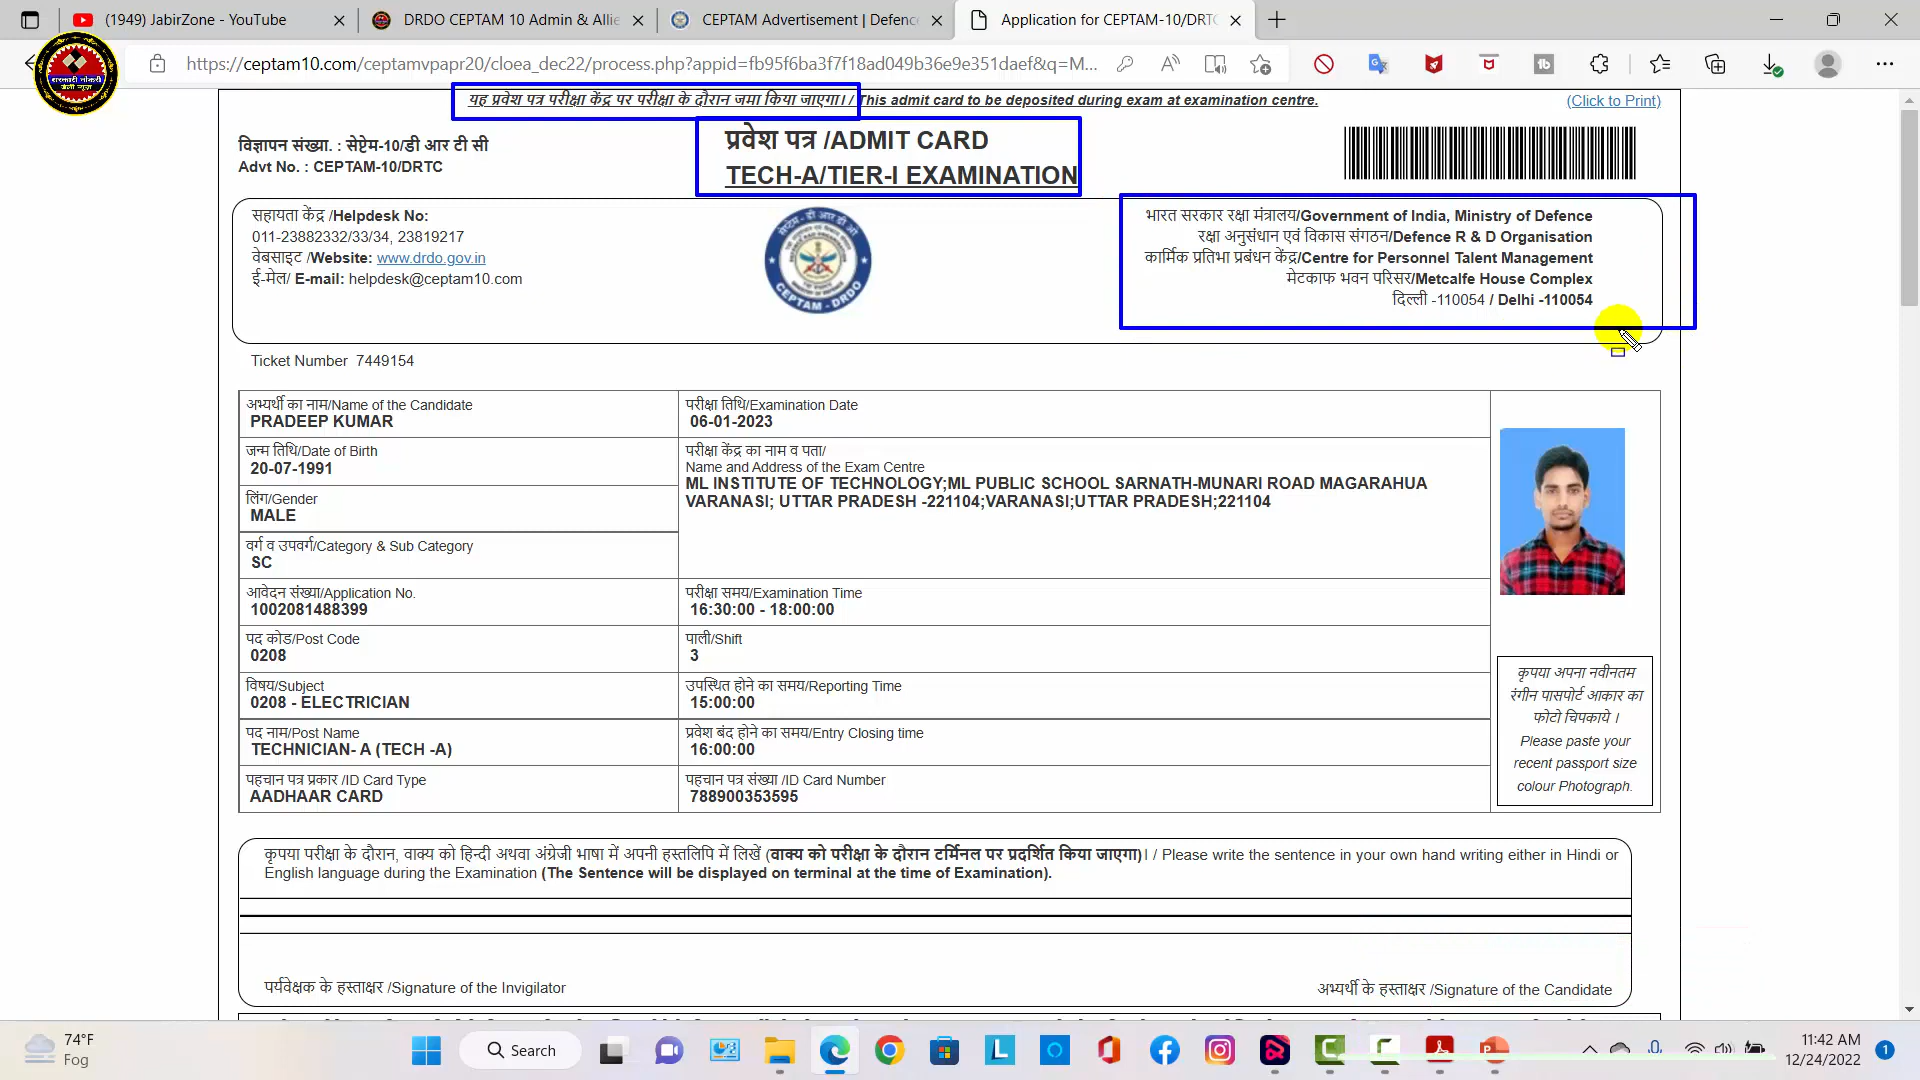 (1949) JabirZone - YouTube
DRDO CEPTAM 10 Admin & Allie
CEPTAM Advertisement | Defenc
Application for CEPTAM-10/DRTC
https://ceptam10.com/ceptamvpapr20/cloea_dec22/process.php?appid=fb95f6ba3f7f18ad049b36e9e351daef&q=M...
सरकारी नौकरी
डेली न्यूज़
यह प्रवेश पत्र परीक्षा केंद्र पर परीक्षा के दौरान जमा किया जाएगा। / This admit card to be deposited during exam at examination centre.
(Click to Print)
विज्ञापन संख्या. : सेप्टेम-10/डी आर टी सी
Advt No. : CEPTAM-10/DRTC
प्रवेश पत्र /ADMIT CARD
TECH-A/TIER-I EXAMINATION
सहायता केंद्र /Helpdesk No:
011-23882332/33/34, 23819217
वेबसाइट /Website: www.drdo.gov.in
ई-मेल/ E-mail: helpdesk@ceptam10.com
CEPTAM - DRDO
भारत सरकार रक्षा मंत्रालय/Government of India, Ministry of Defence
रक्षा अनुसंधान एवं विकास संगठन/Defence R & D Organisation
कार्मिक प्रतिभा प्रबंधन केंद्र/Centre for Personnel Talent Management
मेटकाफ भवन परिसर/Metcalfe House Complex
दिल्ली -110054 / Delhi -110054
Ticket Number 7449154
अभ्यर्थी का नाम/Name of the Candidate
PRADEEP KUMAR
परीक्षा तिथि/Examination Date
06-01-2023
जन्म तिथि/Date of Birth
20-07-1991
परीक्षा केंद्र का नाम व पता/
Name and Address of the Exam Centre
ML INSTITUTE OF TECHNOLOGY;ML PUBLIC SCHOOL SARNATH-MUNARI ROAD MAGARAHUA
VARANASI; UTTAR PRADESH -221104;VARANASI;UTTAR PRADESH;221104
लिंग/Gender
MALE
वर्ग व उपवर्ग/Category & Sub Category
SC
आवेदन संख्या/Application No.
1002081488399
परीक्षा समय/Examination Time
16:30:00 - 18:00:00
पद कोड/Post Code
0208
पाली/Shift
3
विषय/Subject
0208 - ELECTRICIAN
उपस्थित होने का समय/Reporting Time
15:00:00
पद नाम/Post Name
TECHNICIAN- A (TECH -A)
प्रवेश बंद होने का समय/Entry Closing time
16:00:00
पहचान पत्र प्रकार /ID Card Type
AADHAAR CARD
पहचान पत्र संख्या /ID Card Number
788900353595
कृपया अपना नवीनतम
रंगीन पासपोर्ट आकार का
फोटो चिपकाये ।
Please paste your
recent passport size
colour Photograph.
कृपया परीक्षा के दौरान, वाक्य को हिन्दी अथवा अंग्रेजी भाषा में अपनी हस्तलिपि में लिखें (वाक्य को परीक्षा के दौरान टर्मिनल पर प्रदर्शित किया जाएगा)। / Please write the sentence in your own hand writing either in Hindi or
English language during the Examination (The Sentence will be displayed on terminal at the time of Examination).
पर्यवेक्षक के हस्ताक्षर /Signature of the Invigilator
अभ्यर्थी के हस्ताक्षर /Signature of the Candidate
74°F
Fog
Search
11:42 AM
12/24/2022
1